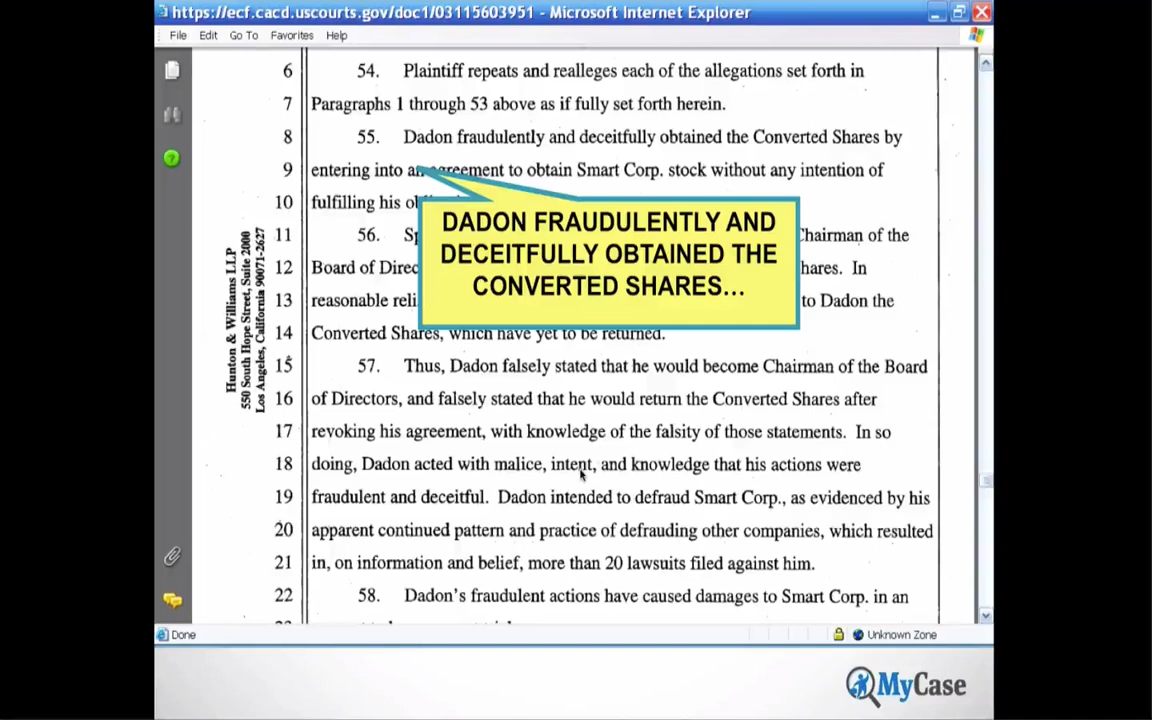 https://ecf.cacd.uscourts.gov/doc1/03115603951 - Microsoft Internet Explorer
File Edit Go To Favorites Help
6 54. Plaintiff repeats and realleges each of the allegations set forth in
7 Paragraphs 1 through 53 above as if fully set forth herein.
8 55. Dadon fraudulently and deceitfully obtained the Converted Shares by
9 entering into an agreement to obtain Smart Corp. stock without any intention of
10 fulfilling his
DADON FRAUDULENTLY AND
DECEITFULLY OBTAINED THE
CONVERTED SHARES...
11 56. Chairman of the
12 Board of hares. In
13 reasonable to Dadon the
14 Converted Shares, which have yet to be returned.
15 57. Thus, Dadon falsely stated that he would become Chairman of the Board
16 of Directors, and falsely stated that he would return the Converted Shares after
17 revoking his agreement, with knowledge of the falsity of those statements. In so
18 doing, Dadon acted with malice, intent, and knowledge that his actions were
19 fraudulent and deceitful. Dadon intended to defraud Smart Corp., as evidenced by his
20 apparent continued pattern and practice of defrauding other companies, which resulted
21 in, on information and belief, more than 20 lawsuits filed against him.
22 58. Dadon's fraudulent actions have caused damages to Smart Corp. in an
Hunton & Williams LLP
550 South Hope Street, Suite 2000
Los Angeles, California 90071-2627
Done
Unknown Zone
MyCase